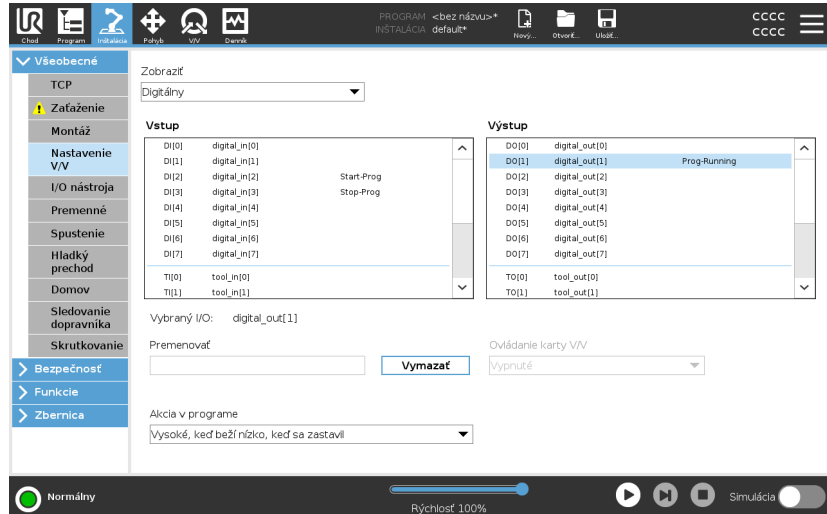 UR
Chod
Program
Inštalácia
Pohyb
V/V
Denník
PROGRAM <bez názvu>*
INŠTALÁCIA default*
Nový...
Otvoriť...
Uložiť...
CCCC
CCCC
Všeobecné
TCP
Zaťaženie
Montáž
Nastavenie
V/V
I/O nástroja
Premenné
Spustenie
Hladký
prechod
Domov
Sledovanie
dopravníka
Skrutkovanie
Bezpečnosť
Funkcie
Zbernica
Zobraziť
Digitálny
Vstup
DI[0] digital_in[0]
DI[1] digital_in[1]
DI[2] digital_in[2] Start-Prog
DI[3] digital_in[3] Stop-Prog
DI[4] digital_in[4]
DI[5] digital_in[5]
DI[6] digital_in[6]
DI[7] digital_in[7]
TI[0] tool_in[0]
TI[1] tool_in[1]
Výstup
DO[0] digital_out[0]
DO[1] digital_out[1] Prog-Running
DO[2] digital_out[2]
DO[3] digital_out[3]
DO[4] digital_out[4]
DO[5] digital_out[5]
DO[6] digital_out[6]
DO[7] digital_out[7]
TO[0] tool_out[0]
TO[1] tool_out[1]
Vybraný I/O: digital_out[1]
Premenovať
Vymazať
Ovládanie karty V/V
Vypnuté
Akcia v programe
Vysoké, keď beží nízko, keď sa zastavil
Normálny
Rýchlosť 100%
Simulácia